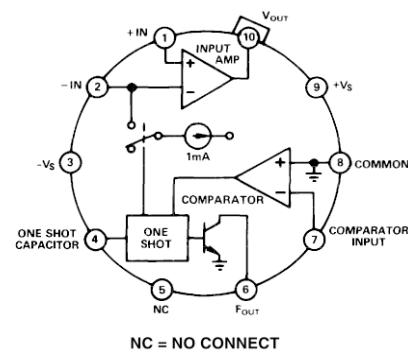 VOUT
+ IN
1
10
INPUT
AMP
+
−
− IN
2
9
+VS
−VS
3
1mA
+
8
COMMON
COMPARATOR
−
ONE SHOT
CAPACITOR
4
ONE
SHOT
7
COMPARATOR
INPUT
5
NC
6
FOUT
NC = NO CONNECT